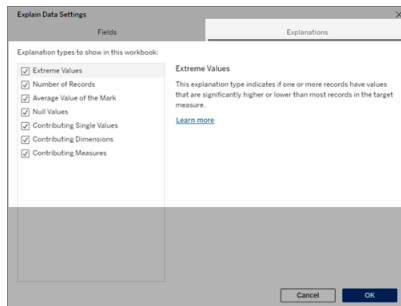 Explain Data Settings
Fields
Explanations
Explanation types to show in this workbook:
Extreme Values
Number of Records
Average Value of the Mark
Null Values
Contributing Single Values
Contributing Dimensions
Contributing Measures
Extreme Values
This explanation type indicates if one or more records have values
that are significantly higher or lower than most records in the target
measure.
Learn more
Cancel
OK